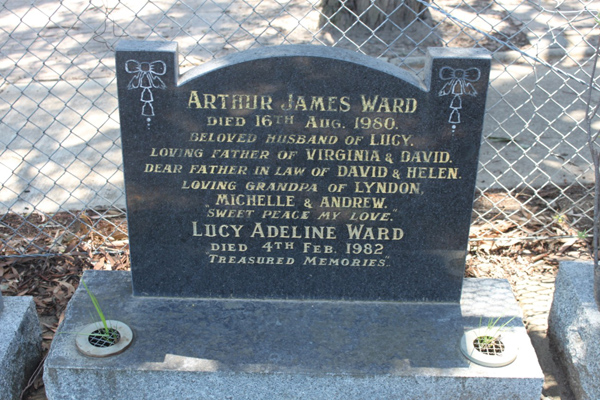 ARTHUR JAMES WARD
DIED 16TH AUG. 1980.
BELOVED HUSBAND OF LUCY.
LOVING FATHER OF VIRGINIA & DAVID.
DEAR FATHER IN LAW OF DAVID & HELEN.
LOVING GRANDPA OF LYNDON,
MICHELLE & ANDREW.
"SWEET PEACE MY LOVE."
LUCY ADELINE WARD
DIED 4TH FEB. 1982
"TREASURED MEMORIES"